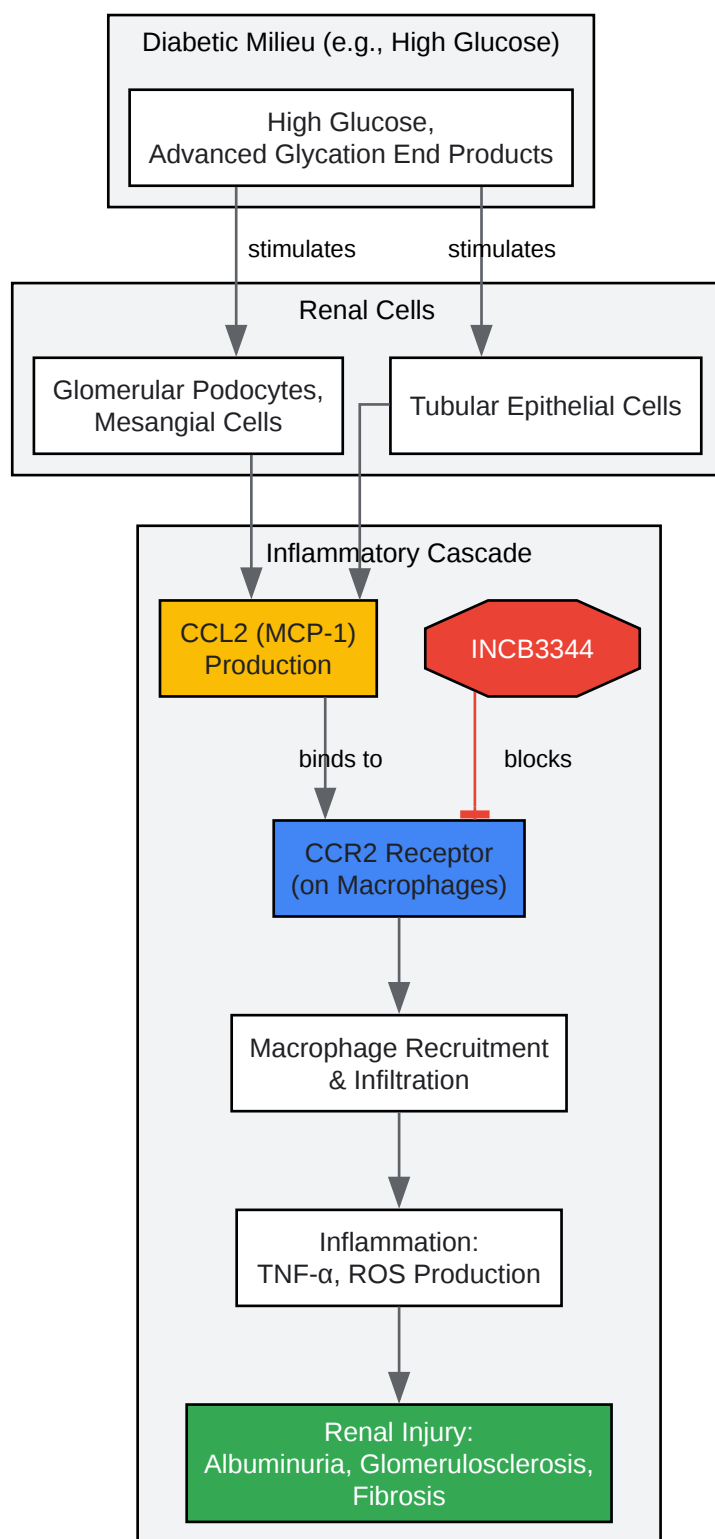 Diabetic Milieu (e.g., High Glucose)
High Glucose,
Advanced Glycation End Products
stimulates
stimulates
Renal Cells
Glomerular Podocytes,
Mesangial Cells
Tubular Epithelial Cells
Inflammatory Cascade
CCL2 (MCP-1)
Production
INCB3344
binds to
blocks
CCR2 Receptor
(on Macrophages)
Macrophage Recruitment
& Infiltration
Inflammation:
TNF-α, ROS Production
Renal Injury:
Albuminuria, Glomerulosclerosis,
Fibrosis